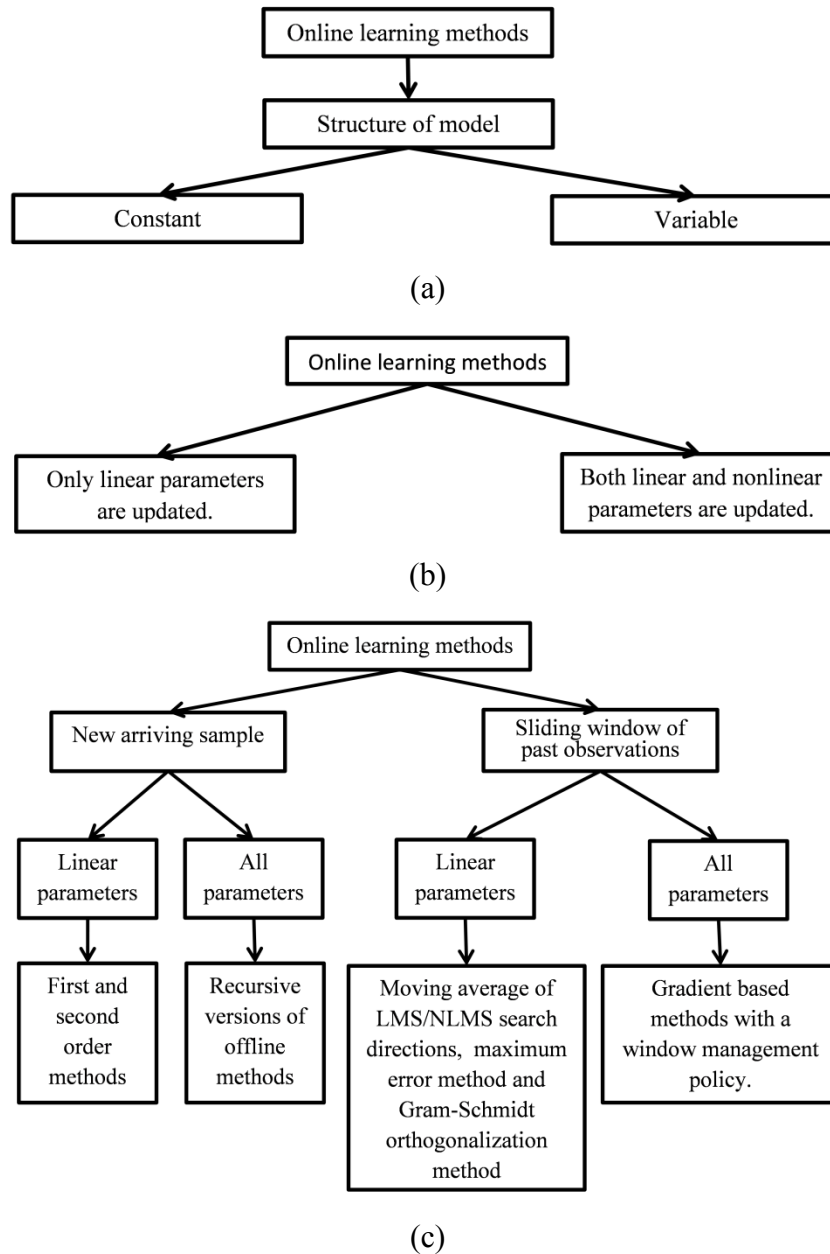 Online learning methods
Structure of model
Constant
Variable
(a)
Online learning methods
Only linear parameters
are updated.
Both linear and nonlinear
parameters are updated.
(b)
Online learning methods
New arriving sample
Sliding window of
past observations
Linear
parameters
All
parameters
Linear
parameters
All
parameters
First and
second
order
methods
Recursive
versions of
offline
methods
Moving average of
LMS/NLMS search
directions, maximum
error method and
Gram-Schmidt
orthogonalization
method
Gradient based
methods with a
window management
policy.
(c)